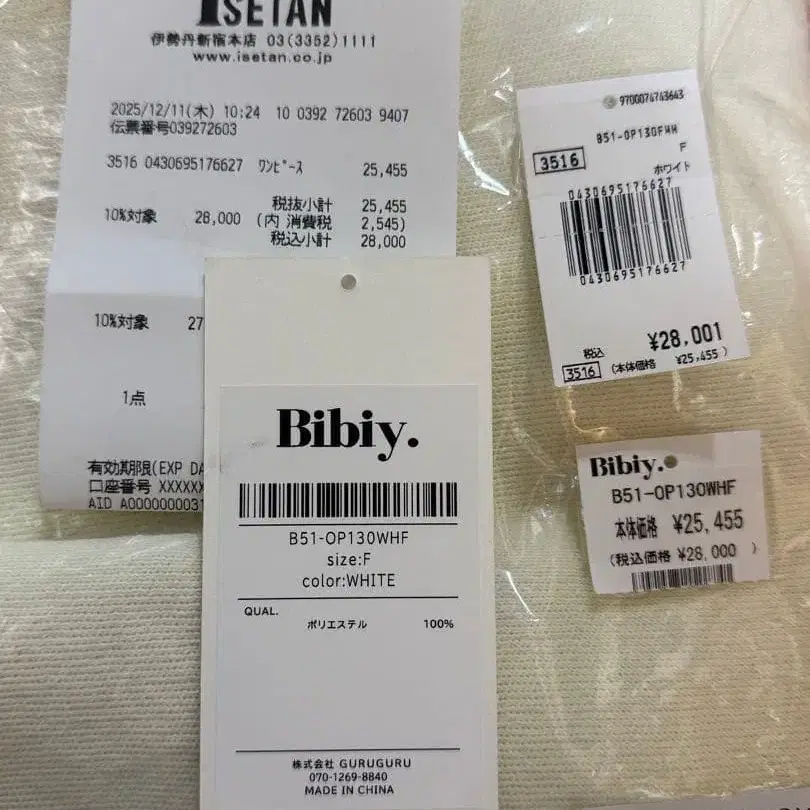 ISETAN
伊勢丹新宿本店 03(3352)1111
www.isetan.co.jp
2025/12/11(木) 10:24 10 0392 72603 9407
伝票番号039272603
3516 0430695176627 ワンピース 25,455
税抜小計 25,455
10%対象 28,000 (内 消費税 2,545)
税込小計 28,000
10%対象 27
1点
有効期限(EXP DA
口座番号 XXXXXX
AID A0000000031
9700074743643
B51-OP130FWH
F
3516
ホワイト
0430695176627
0430695176627
税込 ¥28,001
3516 (本体価格 ¥25,455 )
Bibiy.
B51-OP130WHF
本体価格 ¥25,455
(税込価格 ¥28,000 )
Bibiy.
B51-OP130WHF
size:F
color:WHITE
QUAL.
ポリエステル 100%
株式会社 GURUGURU
070-1269-8840
MADE IN CHINA